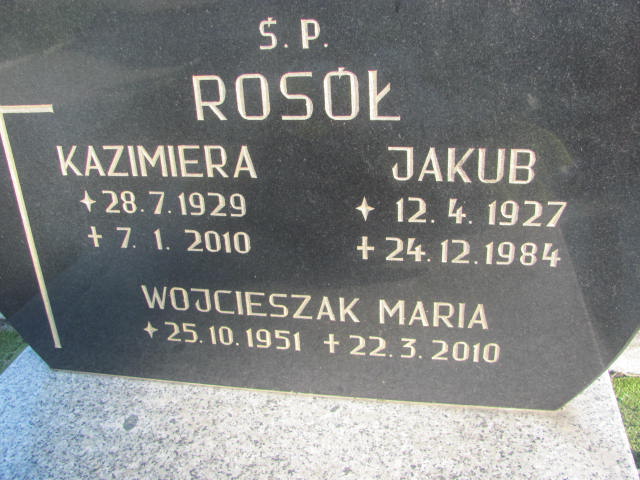 Ś.P.
ROSÓŁ
KAZIMIERA
✦ 28.7.1929
✝ 7.1.2010
JAKUB
✦ 12.4.1927
✝ 24.12.1984
WOJCIESZAK MARIA
✦ 25.10.1951 ✝ 22.3.2010